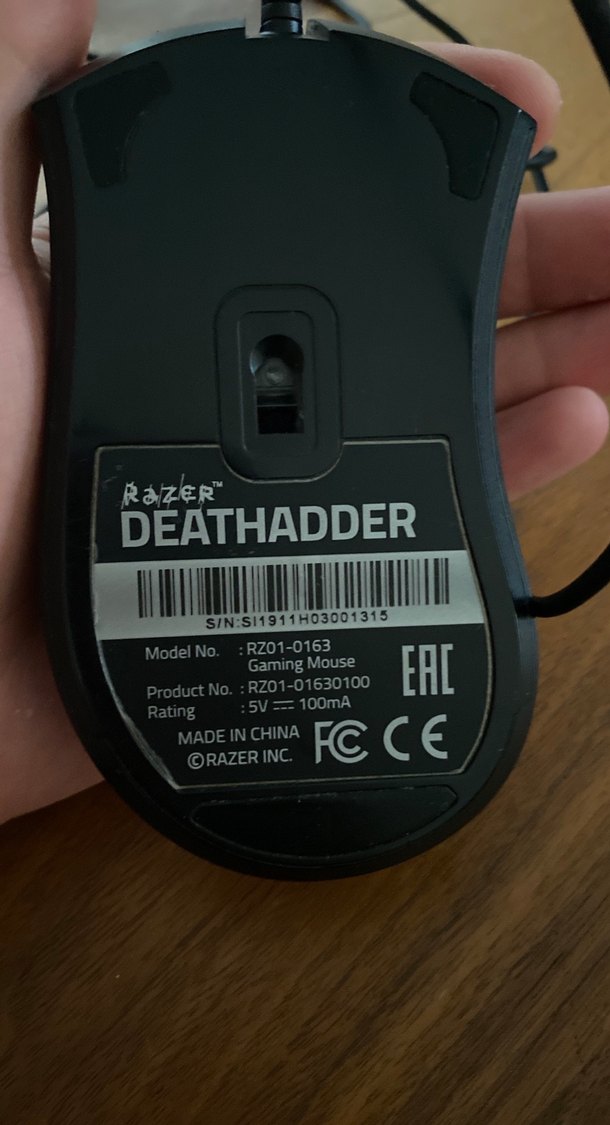 RaZER™
DEATHADDER
S/N:SI1911H03001315
Model No. : RZ01-0163
Gaming Mouse
Product No. : RZ01-01630100
Rating : 5V ⎓ 100mA
EAC
MADE IN CHINA
©RAZER INC.
FC CE